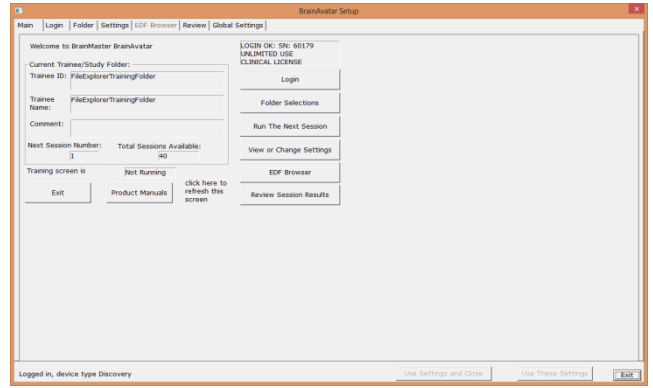 BrainAvatar Setup
x
Main Login Folder Settings EDF Browser Review Global Settings
Welcome to BrainMaster BrainAvatar
LOGIN OK: SN: 60179
UNLIMITED USE
CLINICAL LICENSE
Current Trainee/Study Folder:
Trainee ID: FileExplorerTrainingFolder
Login
Trainee
Name:
FileExplorerTrainingFolder
Folder Selections
Comment:
Run The Next Session
Next Session Number: Total Sessions Available:
1 40
View or Change Settings
Training screen is Not Running
EDF Browser
Exit
Product Manuals
click here to
refresh this
screen
Review Session Results
Logged in, device type Discovery
Use Settings and Close
Use These Settings
Exit